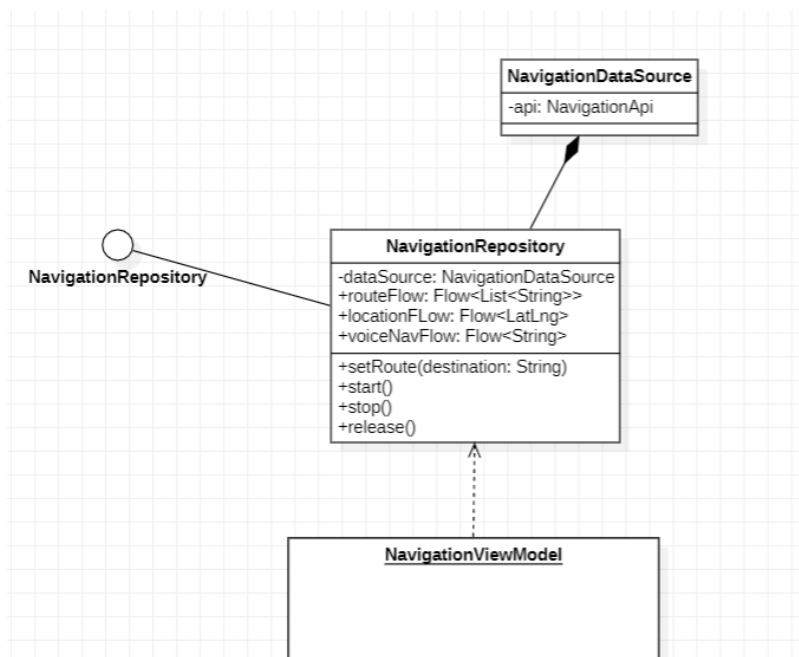 NavigationDataSource
-api: NavigationApi
NavigationRepository
NavigationRepository
-dataSource: NavigationDataSource
+routeFlow: Flow<List<String>>
+locationFLow: Flow<LatLng>
+voiceNavFlow: Flow<String>
+setRoute(destination: String)
+start()
+stop()
+release()
NavigationViewModel